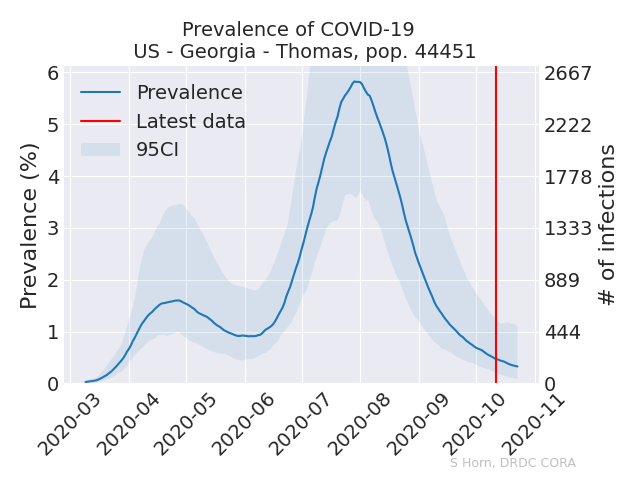 Prevalence of COVID-19
US - Georgia - Thomas, pop. 44451
Prevalence
Latest data
95CI
Prevalence (%)
6
5
4
3
2
1
0
2667
2222
1778
1333
889
444
0
# of infections
2020-03
2020-04
2020-05
2020-06
2020-07
2020-08
2020-09
2020-10
2020-11
S Horn, DRDC CORA